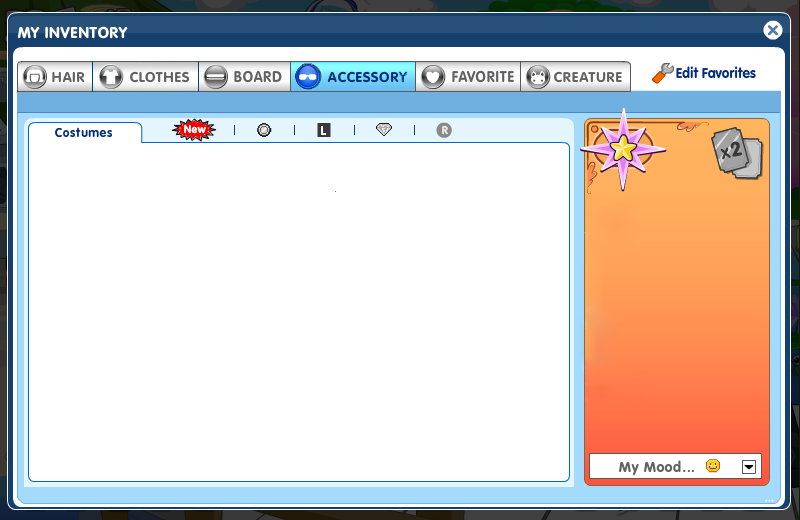 MY INVENTORY
HAIR
CLOTHES
BOARD
ACCESSORY
FAVORITE
CREATURE
Edit Favorites
Costumes
New
L
R
x2
My Mood...